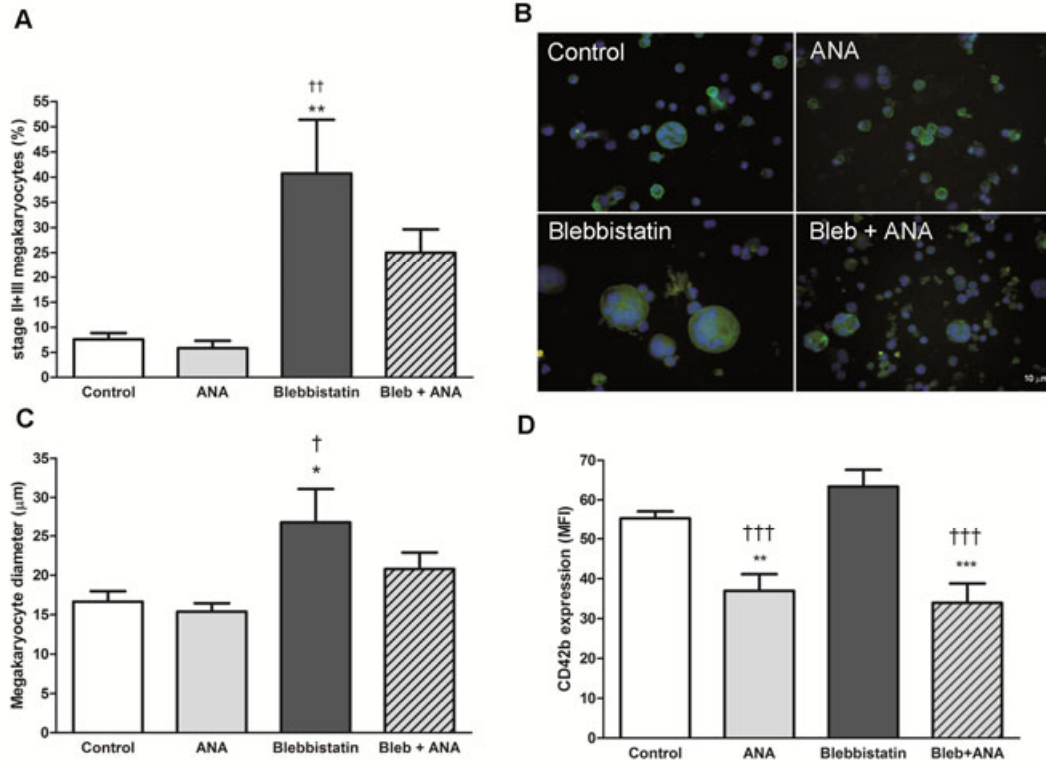 A
stage II+III megakaryocytes (%)
55
50
45
40
35
30
25
20
15
10
5
0
††
**
Control
ANA
Blebbistatin
Bleb + ANA
B
Control
ANA
Blebbistatin
Bleb + ANA
10 μm
C
Megakaryocyte diameter (μm)
35
30
25
20
15
10
5
0
†
*
Control
ANA
Blebbistatin
Bleb + ANA
D
CD42b expression (MFI)
70
60
50
40
30
20
10
0
†††
**
†††
***
Control
ANA
Blebbistatin
Bleb+ANA